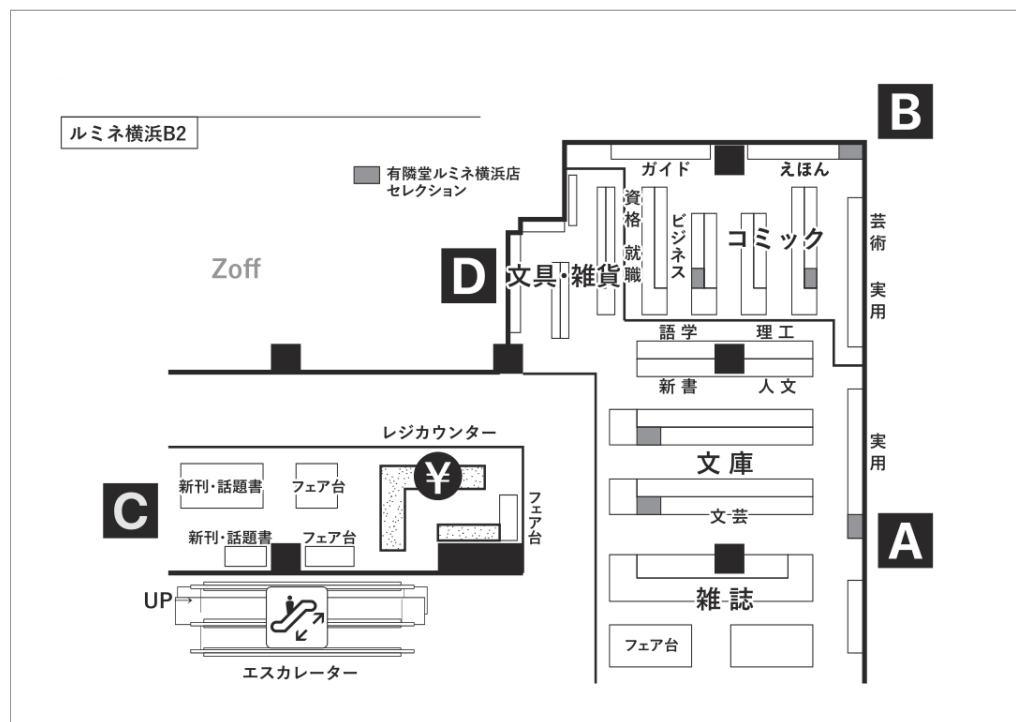 B
ルミネ横浜B2
有隣堂ルミネ横浜店
セレクション
ガイド
えほん
資格 就職
ビジネス
コミック
芸術 実用
Zoff
D
文具・雑貨
語学
理工
新書
人文
レジカウンター
¥
文庫
実用
C
新刊・話題書
フェア台
フェア台
文芸
A
新刊・話題書
フェア台
雑誌
UP→
フェア台
エスカレーター